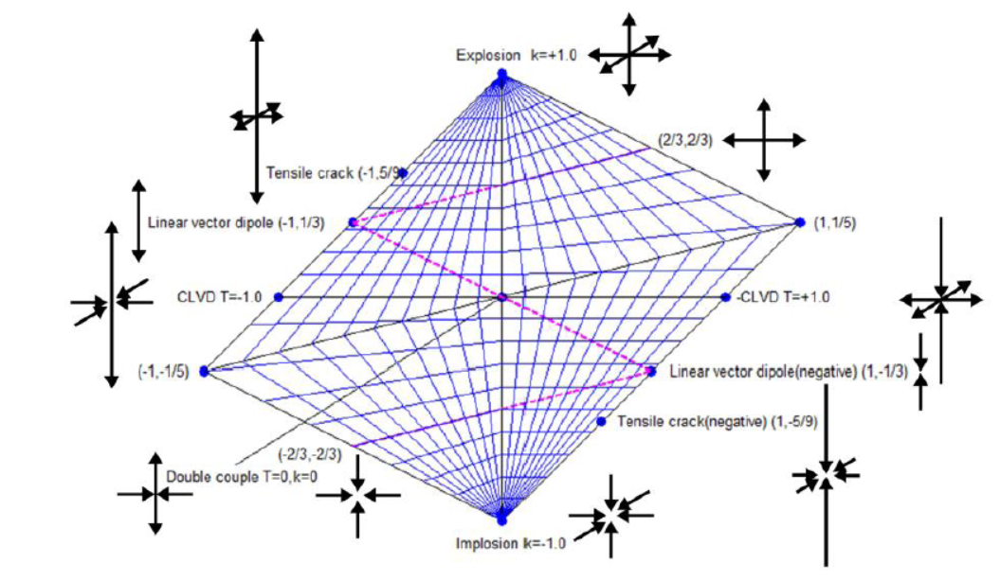 Explosion k=+1.0
(2/3,2/3)
Tensile crack (-1,5/9
Linear vector dipole (-1,1/3)
(1,1/5)
CLVD T=-1.0
-CLVD T=+1.0
(-1,-1/5)
Linear vector dipole(negative) (1,-1/3)
Tensile crack(negative) (1,-5/9)
(-2/3,-2/3)
Double couple T=0,k=0
Implosion k=-1.0